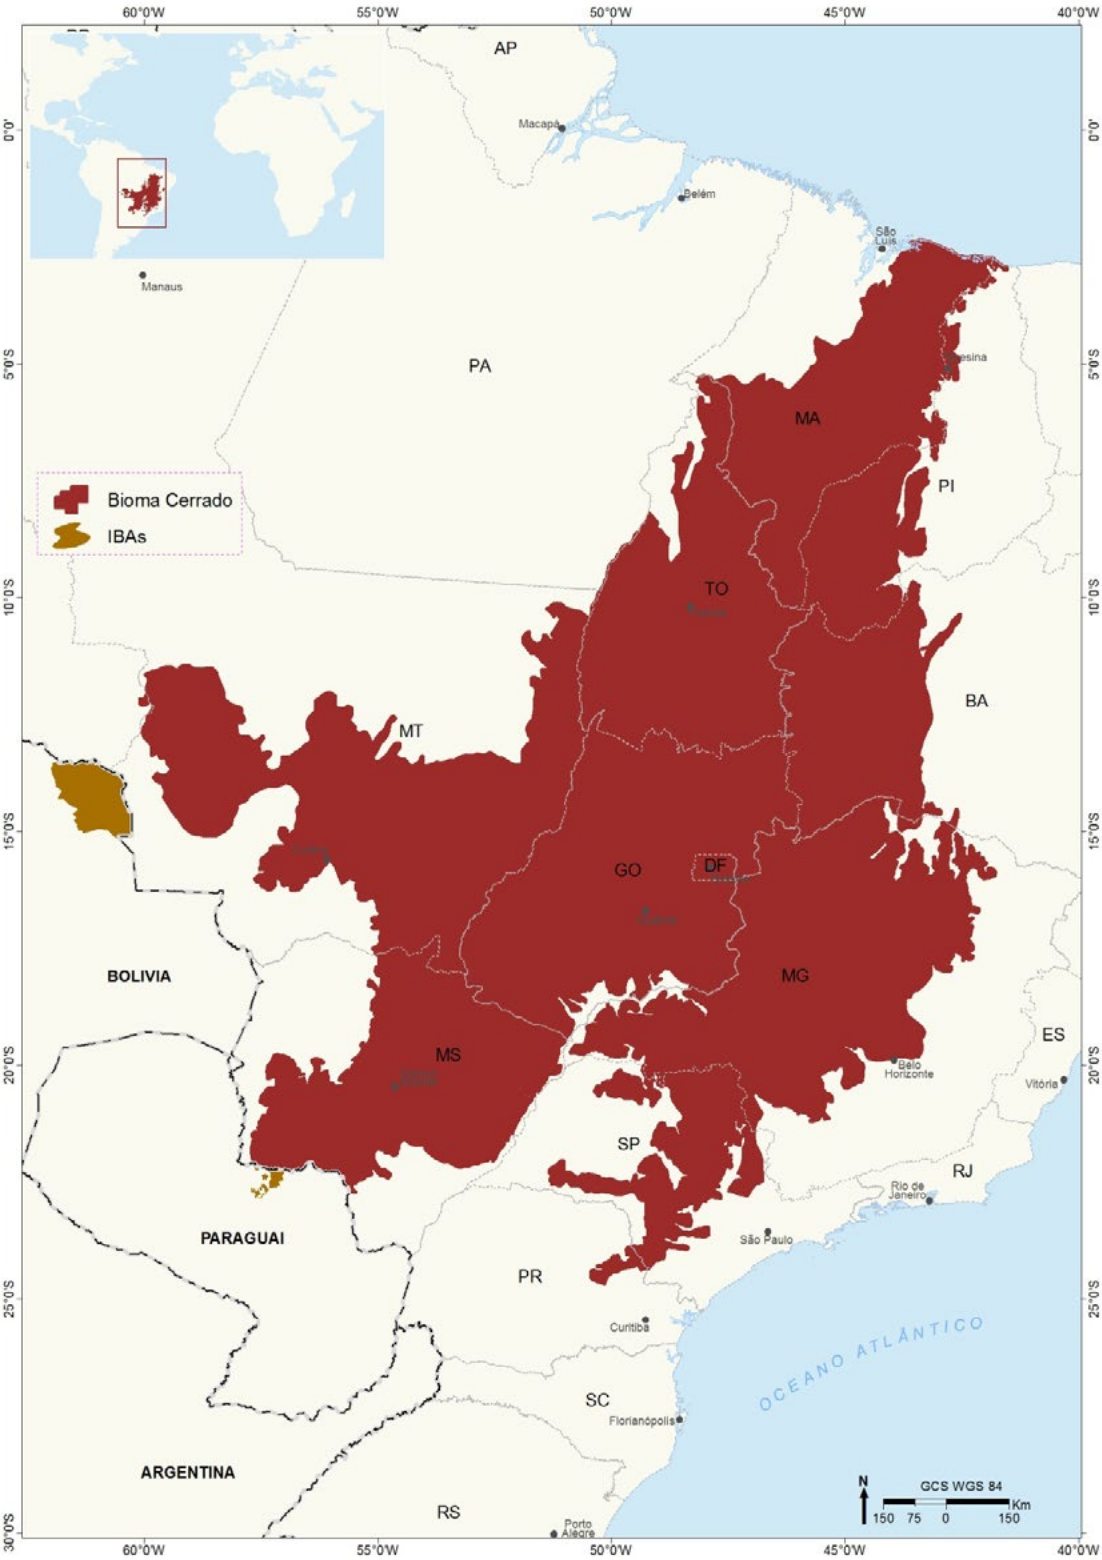 60°0'W 55°0'W 50°0'W 45°0'W 40°0'W
AP
Macapá
0°0' 0°0'
Belém
São
Luís
Manaus
5°0'S 5°0'S
PA
MA
PI
Bioma Cerrado
IBAs
TO
10°0'S 10°0'S
MT
BA
15°0'S 15°0'S
GO
DF
BOLIVIA
MG
MS
ES
20°0'S 20°0'S
Belo
Horizonte
Vitória
SP
RJ
Rio de
Janeiro
PARAGUAI
São Paulo
PR
25°0'S 25°0'S
Curitiba
OCEANO ATLÂNTICO
SC
Florianópolis
ARGENTINA
N
GCS WGS 84
Km
150 75 0 150
RS
Porto
Alegre
30°0'S 30°0'S
60°0'W 55°0'W 50°0'W 45°0'W 40°0'W